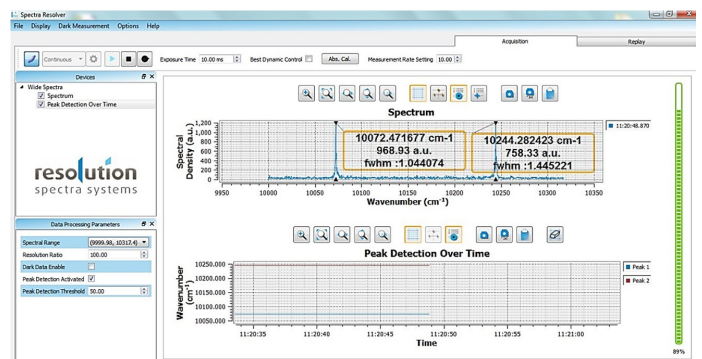 Spectra Resolver
File Display Dark Measurement Options Help
Acquisition Replay
Continuous Exposure Time 10.00 ms Best Dynamic Control Abs. Cal. Measurement Rate Setting 10.00
Devices
Wide Spectra
Spectrum
Peak Detection Over Time
resolution
spectra systems
Data Processing Parameters
Spectral Range (9999.98, 10317.4)
Resolution Ratio 100.00
Dark Data Enable
Peak Detection Activated
Peak Detection Threshold 50.00
Spectrum
Spectral
Density (a.u.)
1,200
1,000
800
600
400
200
0
10072.471677 cm-1
968.93 a.u.
fwhm :1.044074
10244.282423 cm-1
758.33 a.u.
fwhm :1.445221
11:20:48.870
9950 10000 10050 10100 10150 10200 10250 10300 10350
Wavenumber (cm⁻¹)
Peak Detection Over Time
Wavenumber
(cm⁻¹)
10250.000
10200.000
10150.000
10100.000
10050.000
Peak 1
Peak 2
11:20:35 11:20:40 11:20:45 11:20:50 11:20:55 11:21:00
Time
89%